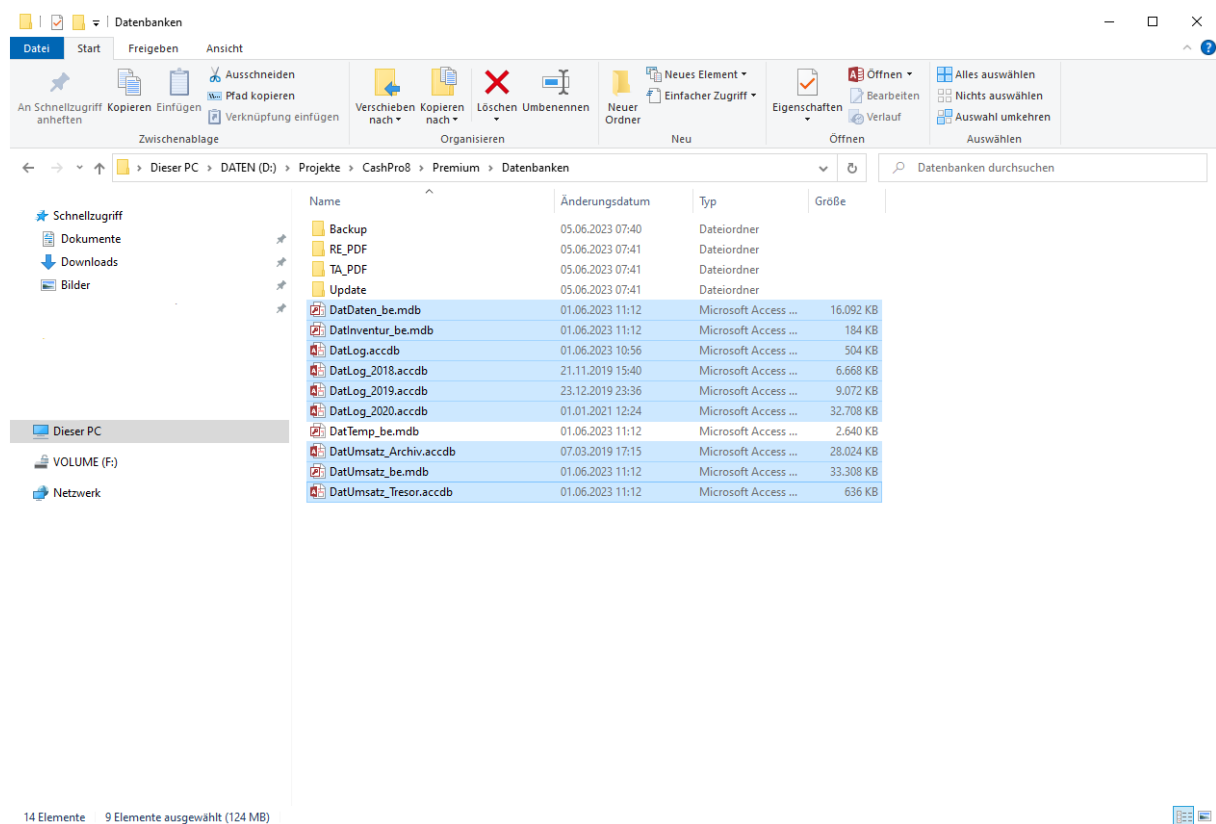 Datenbanken
Datei Start Freigeben Ansicht
An Schnellzugriff anheften
Kopieren
Einfügen
Ausschneiden
Pfad kopieren
Verknüpfung einfügen
Zwischenablage
Verschieben nach
Kopieren nach
Löschen
Umbenennen
Organisieren
Neuer Ordner
Neues Element
Einfacher Zugriff
Neu
Eigenschaften
Öffnen
Bearbeiten
Verlauf
Öffnen
Alles auswählen
Nichts auswählen
Auswahl umkehren
Auswählen
Dieser PC › DATEN (D:) › Projekte › CashPro8 › Premium › Datenbanken
Datenbanken durchsuchen
Schnellzugriff
Dokumente
Downloads
Bilder
Dieser PC
VOLUME (F:)
Netzwerk
Name Änderungsdatum Typ Größe
Backup 05.06.2023 07:40 Dateiordner
RE_PDF 05.06.2023 07:41 Dateiordner
TA_PDF 05.06.2023 07:41 Dateiordner
Update 05.06.2023 07:41 Dateiordner
DatDaten_be.mdb 01.06.2023 11:12 Microsoft Access ... 16.092 KB
DatInventur_be.mdb 01.06.2023 11:12 Microsoft Access ... 184 KB
DatLog.accdb 01.06.2023 10:56 Microsoft Access ... 504 KB
DatLog_2018.accdb 21.11.2019 15:40 Microsoft Access ... 6.668 KB
DatLog_2019.accdb 23.12.2019 23:36 Microsoft Access ... 9.072 KB
DatLog_2020.accdb 01.01.2021 12:24 Microsoft Access ... 32.708 KB
DatTemp_be.mdb 01.06.2023 11:12 Microsoft Access ... 2.640 KB
DatUmsatz_Archiv.accdb 07.03.2019 17:15 Microsoft Access ... 28.024 KB
DatUmsatz_be.mdb 01.06.2023 11:12 Microsoft Access ... 33.308 KB
DatUmsatz_Tresor.accdb 01.06.2023 11:12 Microsoft Access ... 636 KB
14 Elemente 9 Elemente ausgewählt (124 MB)